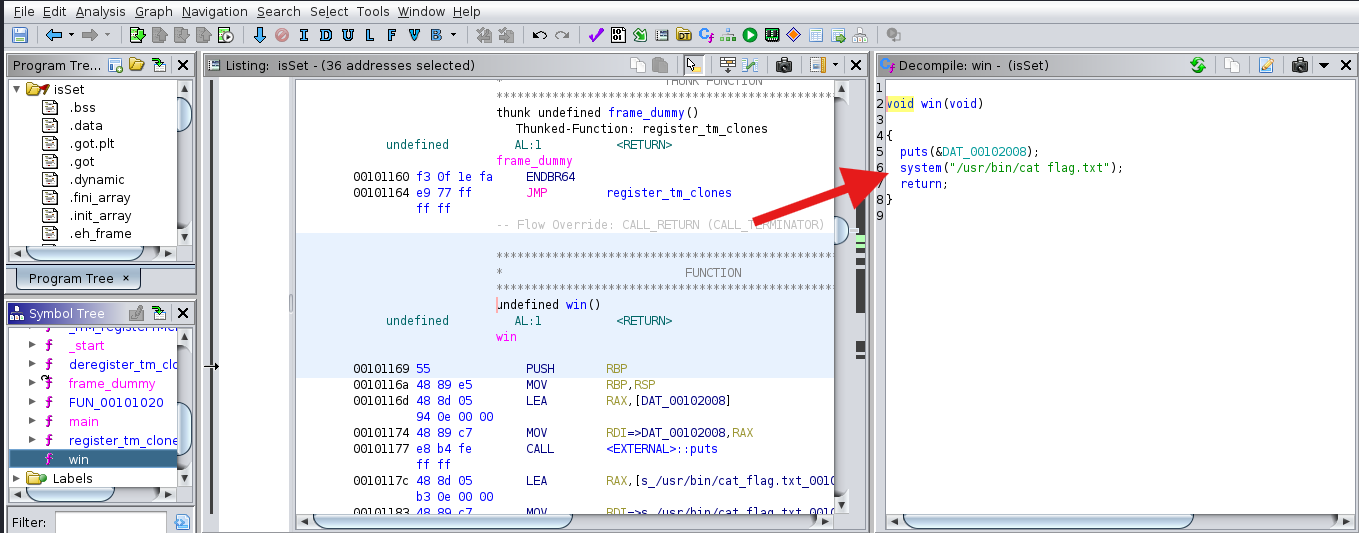 File Edit Analysis Graph Navigation Search Select Tools Window Help
I D U L F V B
Program Tre...
isSet
.bss
.data
.got.plt
.got
.dynamic
.fini_array
.init_array
.eh_frame
Program Tree ×
Symbol Tree
_start
deregister_tm_clo
frame_dummy
FUN_00101020
main
register_tm_clone
win
Labels
Filter:
Listing: isSet - (36 addresses selected)
* THUNK FUNCTION
*****************************************************
thunk undefined frame_dummy()
Thunked-Function: register_tm_clones
undefined AL:1 <RETURN>
frame_dummy
00101160 f3 0f 1e fa ENDBR64
00101164 e9 77 ff JMP register_tm_clones
ff ff
-- Flow Override: CALL_RETURN (CALL_TERMINATOR)
*****************************************************
* FUNCTION
*****************************************************
undefined win()
undefined AL:1 <RETURN>
win
00101169 55 PUSH RBP
0010116a 48 89 e5 MOV RBP,RSP
0010116d 48 8d 05 LEA RAX,[DAT_00102008]
94 0e 00 00
00101174 48 89 c7 MOV RDI=>DAT_00102008,RAX
00101177 e8 b4 fe CALL <EXTERNAL>::puts
ff ff
0010117c 48 8d 05 LEA RAX,[s_/usr/bin/cat_flag.txt_0010
b3 0e 00 00
00101183 48 89 c7 MOV RDI=>s_/usr/bin/cat_flag.txt_0010
Decompile: win - (isSet)
1
2 void win(void)
3
4 {
5 puts(&DAT_00102008);
6 system("/usr/bin/cat flag.txt");
7 return;
8 }
9